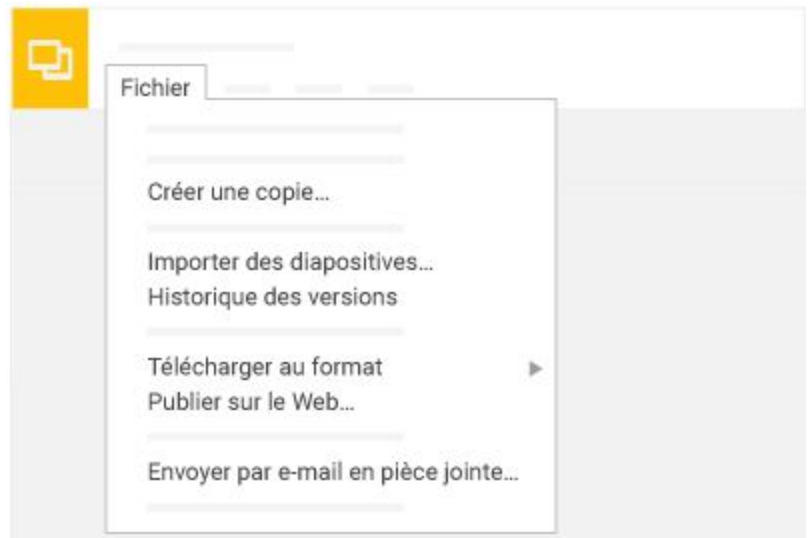 Fichier
Créer une copie…
Importer des diapositives…
Historique des versions
Télécharger au format
Publier sur le Web…
Envoyer par e-mail en pièce jointe…